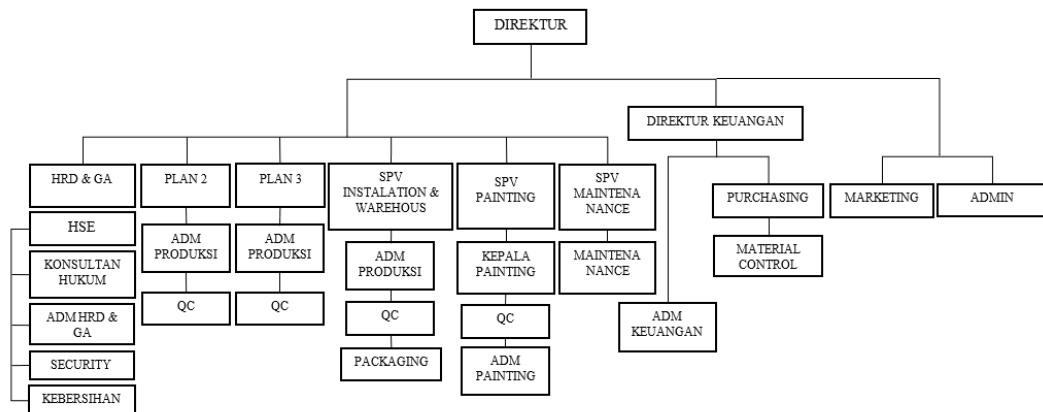 DIREKTUR
DIREKTUR KEUANGAN
HRD & GA
PLAN 2
PLAN 3
SPV
INSTALATION &
WAREHOUS
SPV
PAINTING
SPV
MAINTENA
NANCE
PURCHASING
MARKETING
ADMIN
HSE
ADM
PRODUKSI
ADM
PRODUKSI
ADM
PRODUKSI
KEPALA
PAINTING
MAINTENA
NANCE
MATERIAL
CONTROL
KONSULTAN
HUKUM
QC
QC
QC
QC
ADM
KEUANGAN
ADM HRD &
GA
PACKAGING
ADM
PAINTING
SECURITY
KEBERSIHAN